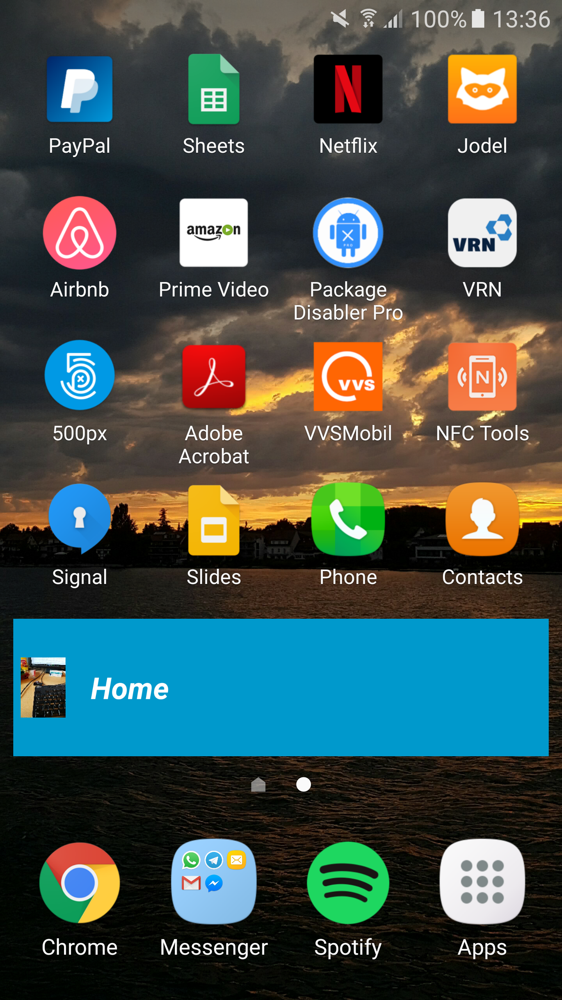 100% 13:36
PayPal Sheets Netflix Jodel
amazon
PRO
VRN
Airbnb Prime Video Package VRN
Disabler Pro
vvs
N
500px Adobe VVSMobil NFC Tools
Acrobat
Signal Slides Phone Contacts
Home
Chrome Messenger Spotify Apps